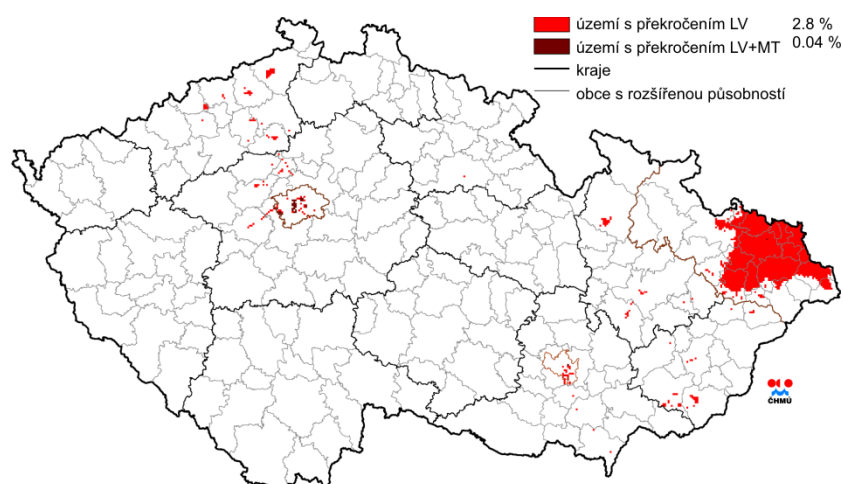 území s překročením LV 2.8 %
území s překročením LV+MT 0.04 %
kraje
obce s rozšířenou působností
ČHMÚ